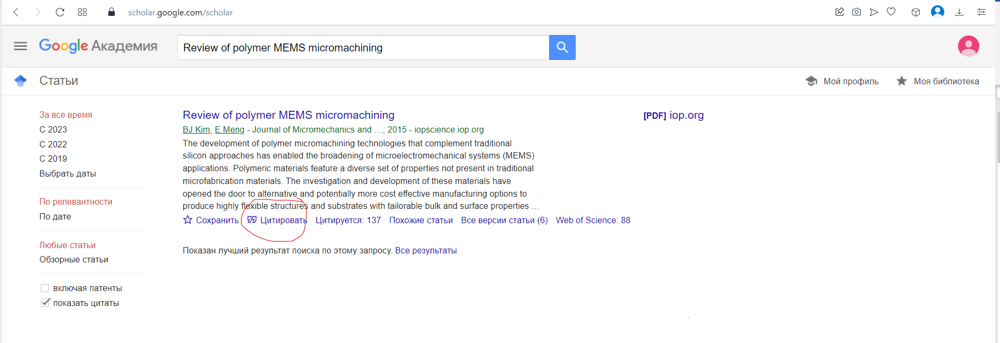 scholar.google.com/scholar
Google Академия
Review of polymer MEMS micromachining
Статьи
Мой профиль
Моя библиотека
За все время
С 2023
С 2022
С 2019
Выбрать даты
По релевантности
По дате
Любые статьи
Обзорные статьи
включая патенты
показать цитаты
Review of polymer MEMS micromachining
BJ Kim, E Meng - Journal of Micromechanics and …, 2015 - iopscience.iop.org
The development of polymer micromachining technologies that complement traditional
silicon approaches has enabled the broadening of microelectromechanical systems (MEMS)
applications. Polymeric materials feature a diverse set of properties not present in traditional
microfabrication materials. The investigation and development of these materials have
opened the door to alternative and potentially more cost effective manufacturing options to
produce highly flexible structures and substrates with tailorable bulk and surface properties …
Сохранить Цитировать Цитируется: 137 Похожие статьи Все версии статьи (6) Web of Science: 88
[PDF] iop.org
Показан лучший результат поиска по этому запросу. Все результаты